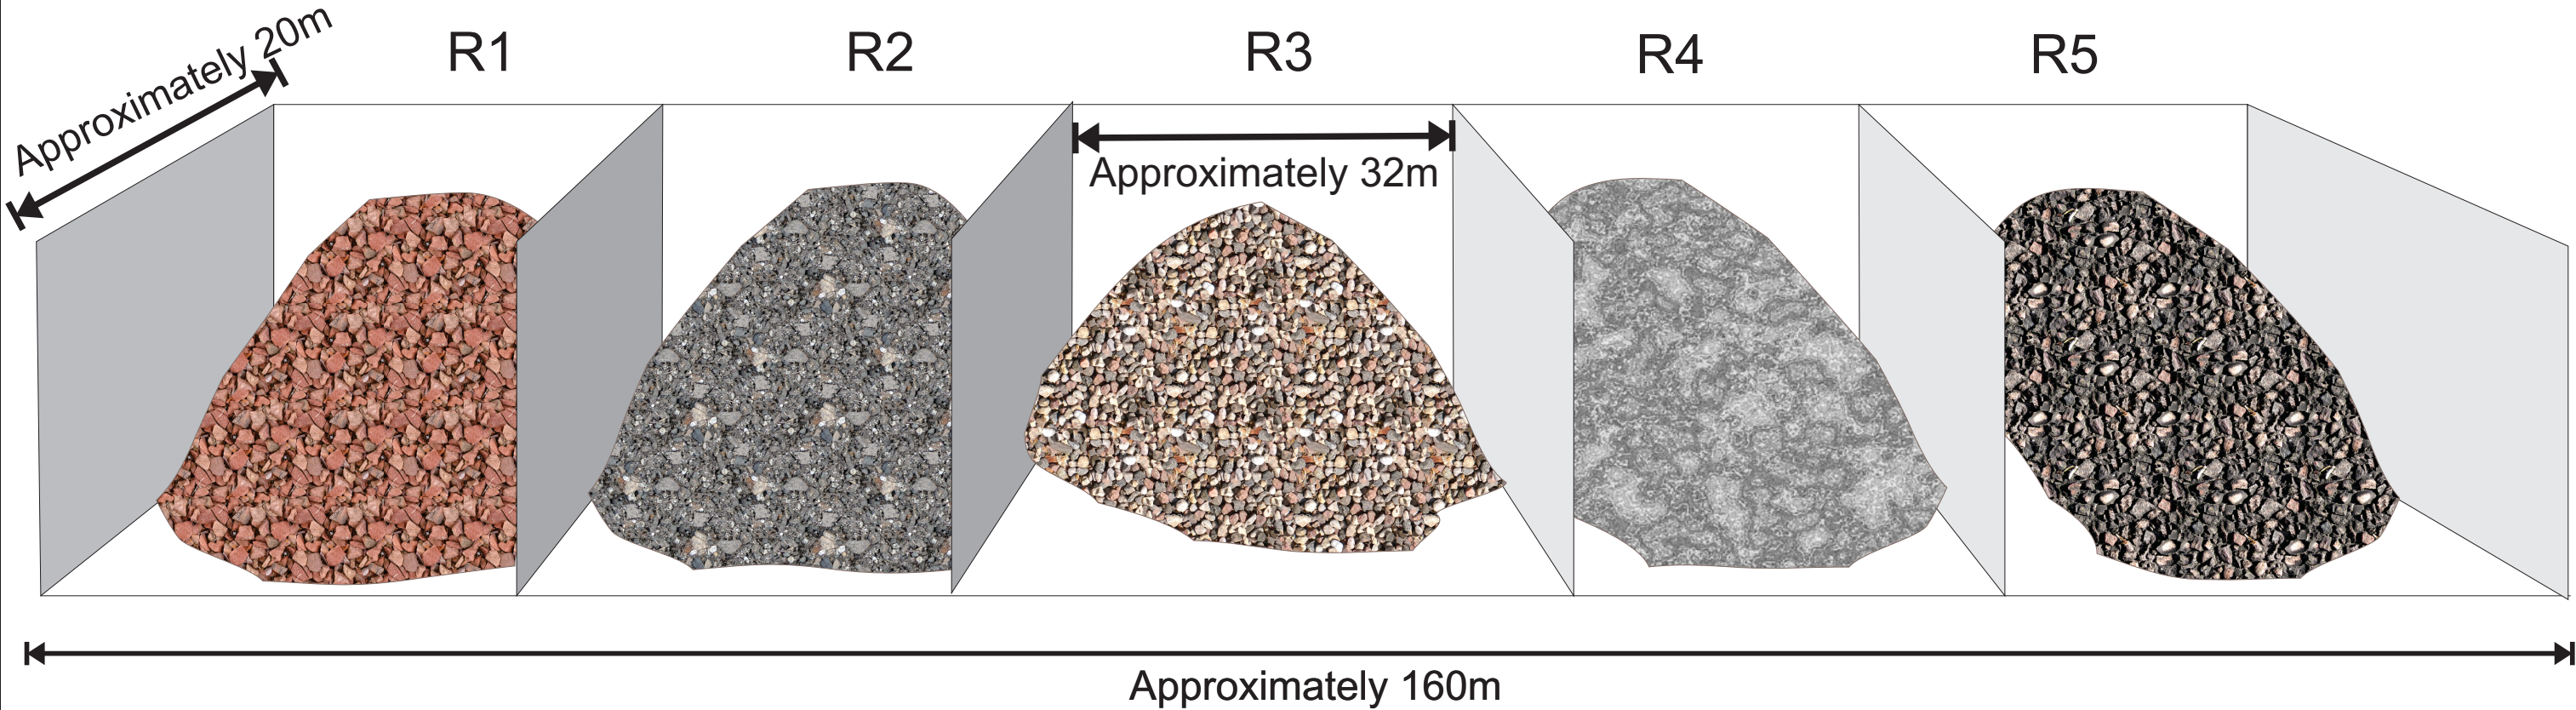 Approximately 20m
R1
R2
R3
R4
R5
Approximately 32m
Approximately 160m